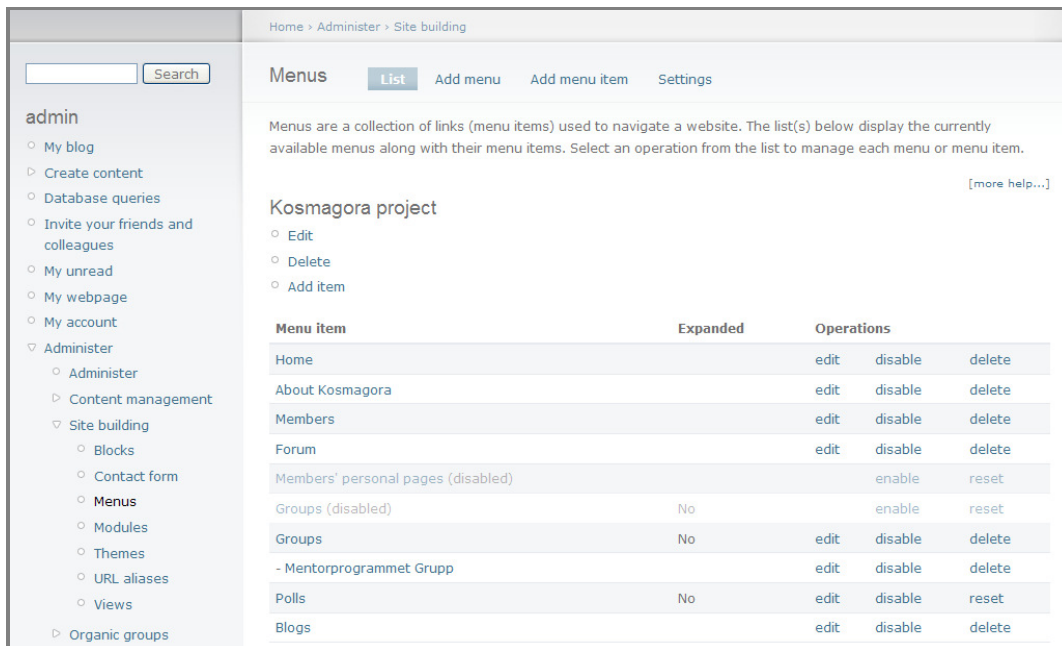 Home › Administer › Site building
Search
admin
My blog
Create content
Database queries
Invite your friends and
colleagues
My unread
My webpage
My account
Administer
Administer
Content management
Site building
Blocks
Contact form
Menus
Modules
Themes
URL aliases
Views
Organic groups
Menus List Add menu Add menu item Settings
Menus are a collection of links (menu items) used to navigate a website. The list(s) below display the currently
available menus along with their menu items. Select an operation from the list to manage each menu or menu item.
[more help...]
Kosmagora project
Edit
Delete
Add item
Menu item Expanded Operations
Home edit disable delete
About Kosmagora edit disable delete
Members edit disable delete
Forum edit disable delete
Members' personal pages (disabled) enable reset
Groups (disabled) No enable reset
Groups No edit disable delete
- Mentorprogrammet Grupp edit disable delete
Polls No edit disable reset
Blogs edit disable delete